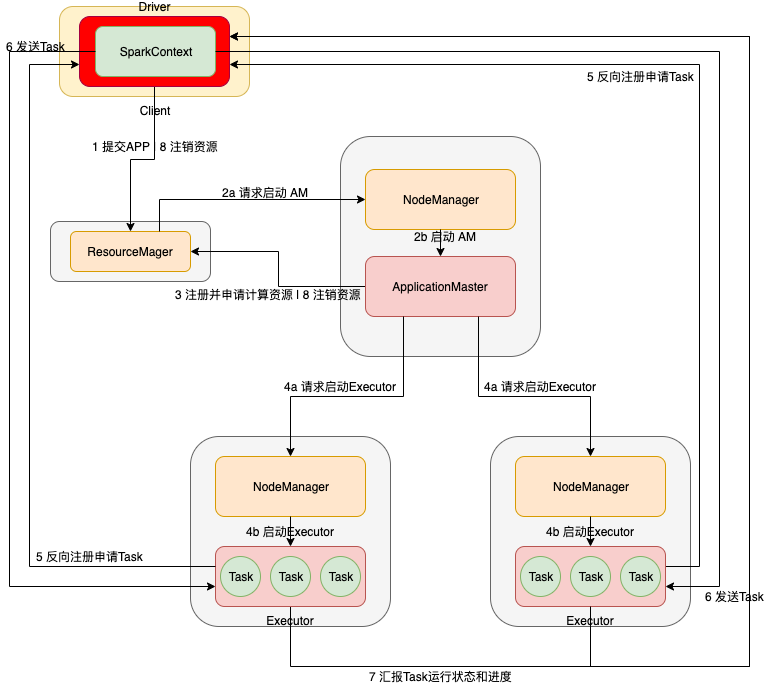 Driver
6 发送Task
SparkContext
5 反向注册申请Task
Client
1 提交APP
8 注销资源
2a 请求启动 AM
NodeManager
2b 启动 AM
ResourceMager
ApplicationMaster
3 注册并申请计算资源 I 8 注销资源
4a 请求启动Executor
4a 请求启动Executor
NodeManager
NodeManager
4b 启动Executor
4b 启动Executor
5 反向注册申请Task
Task
Task
Task
Task
Task
Task
6 发送Task
Executor
Executor
7 汇报Task运行状态和进度